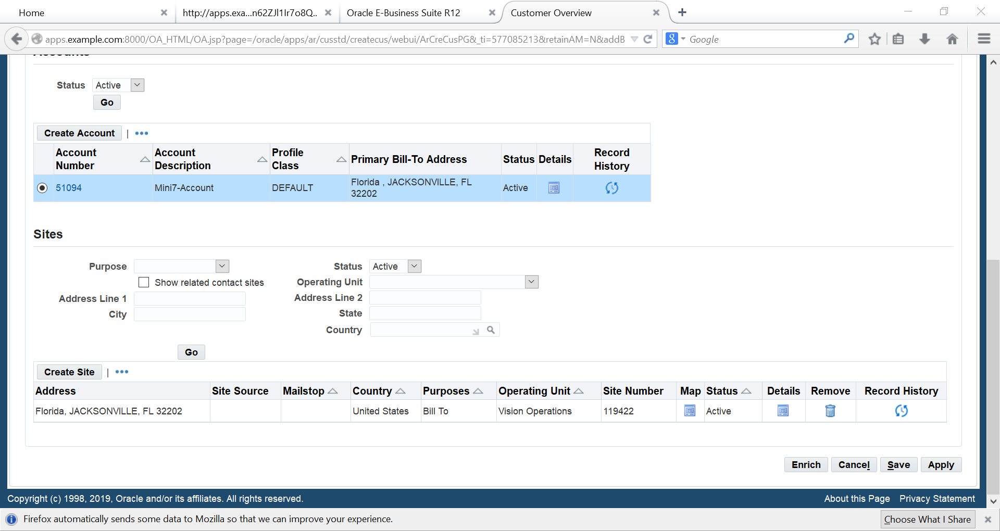 Home
http://apps.exa...n62ZJl1Ir7o8Q..
Oracle E-Business Suite R12
Customer Overview
apps.example.com:8000/OA_HTML/OA.jsp?page=/oracle/apps/ar/cusstd/createcus/webui/ArCreCusPG&_ti=577085213&retainAM=N&addB
Google
Accounts
Status Active
Go
Create Account | •••
Account Number Account Description Profile Class Primary Bill-To Address Status Details Record History
51094 Mini7-Account DEFAULT Florida , JACKSONVILLE, FL 32202 Active
Sites
Purpose Status Active
Show related contact sites Operating Unit
Address Line 1 Address Line 2
City State
Country
Go
Create Site | •••
Address Site Source Mailstop Country Purposes Operating Unit Site Number Map Status Details Remove Record History
Florida, JACKSONVILLE, FL 32202 United States Bill To Vision Operations 119422 Active
Enrich Cancel Save Apply
Copyright (c) 1998, 2019, Oracle and/or its affiliates. All rights reserved. About this Page Privacy Statement
Firefox automatically sends some data to Mozilla so that we can improve your experience. Choose What I Share